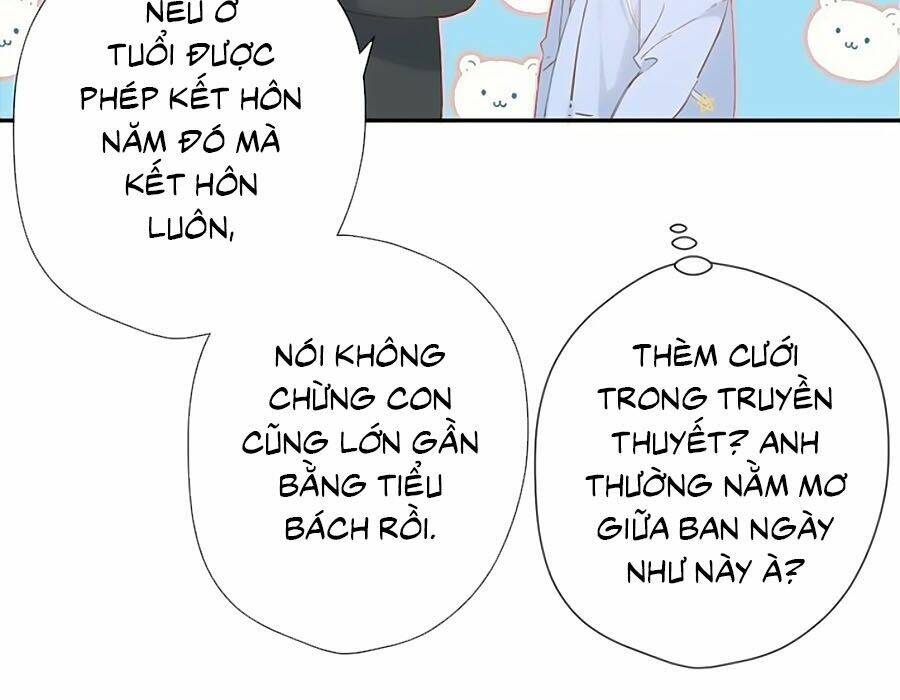 NẾU Ở
TUỔI ĐƯỢC
PHÉP KẾT HÔN
NĂM ĐÓ MÀ
KẾT HÔN
LUÔN,
NÓI KHÔNG
CHỪNG CON
CŨNG LỚN GẦN
BẰNG TIỂU
BÁCH RỒI.
THÈM CƯỚI
TRONG TRUYỀN
THUYẾT? ANH
THƯỜNG NẰM MƠ
GIỮA BAN NGÀY
NHƯ NÀY À?